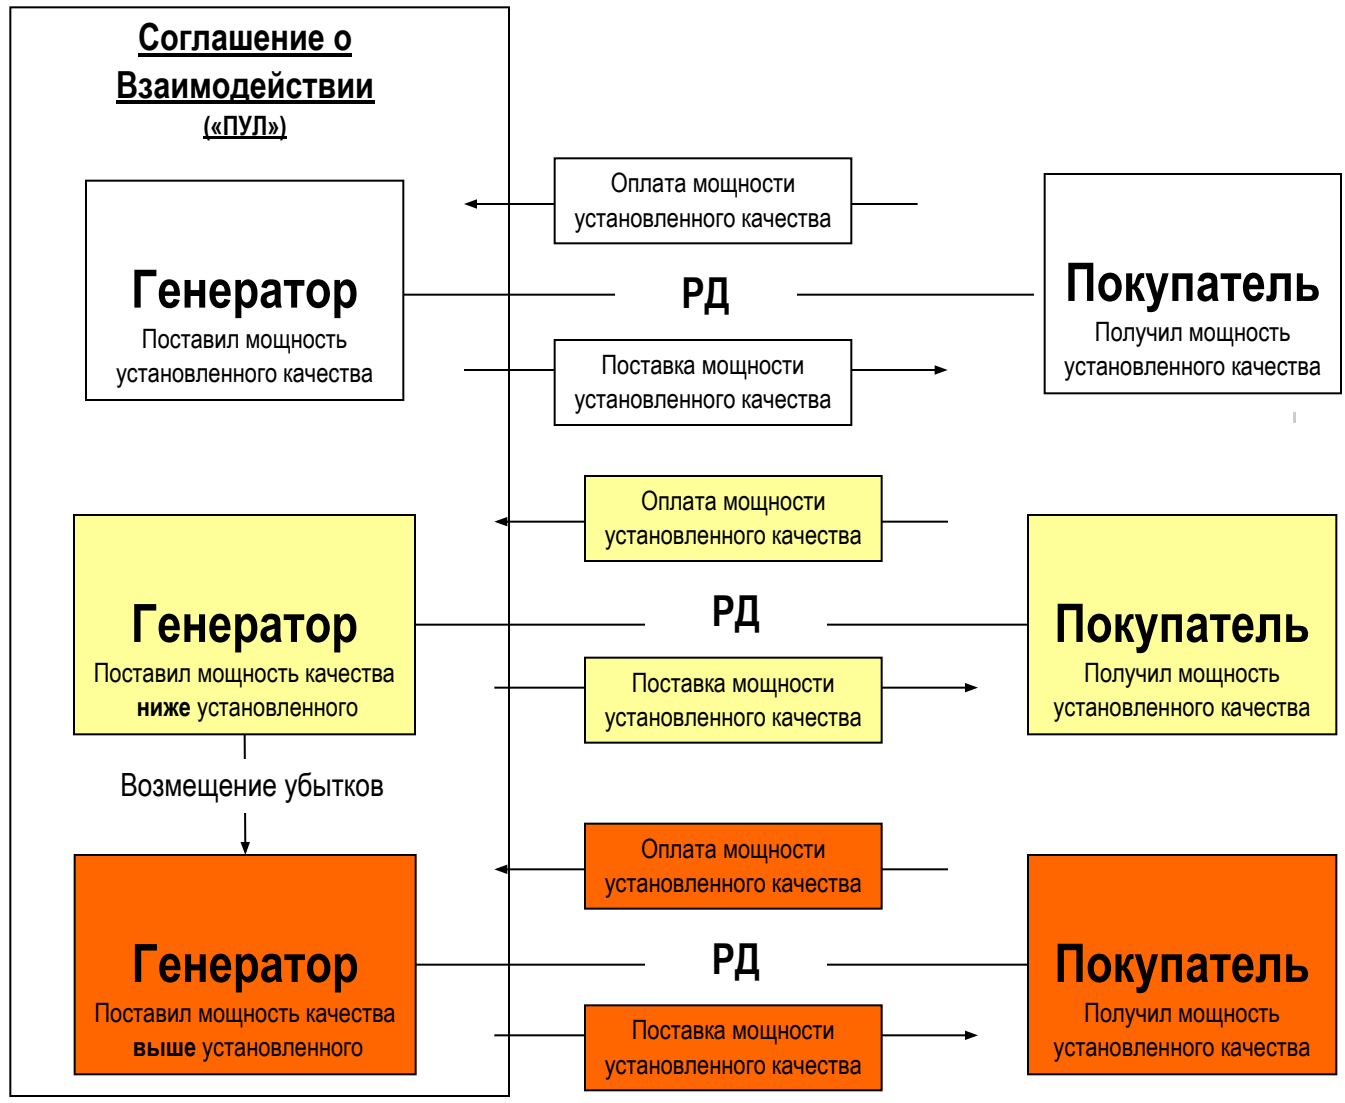 Соглашение о
Взаимодействии
(«ПУЛ»)
Оплата мощности
установленного качества
Генератор
Поставил мощность
установленного качества
РД
Покупатель
Получил мощность
установленного качества
Поставка мощности
установленного качества
Оплата мощности
установленного качества
Генератор
Поставил мощность качества
ниже установленного
РД
Покупатель
Получил мощность
установленного качества
Поставка мощности
установленного качества
Возмещение убытков
Оплата мощности
установленного качества
Генератор
Поставил мощность качества
выше установленного
РД
Покупатель
Получил мощность
установленного качества
Поставка мощности
установленного качества